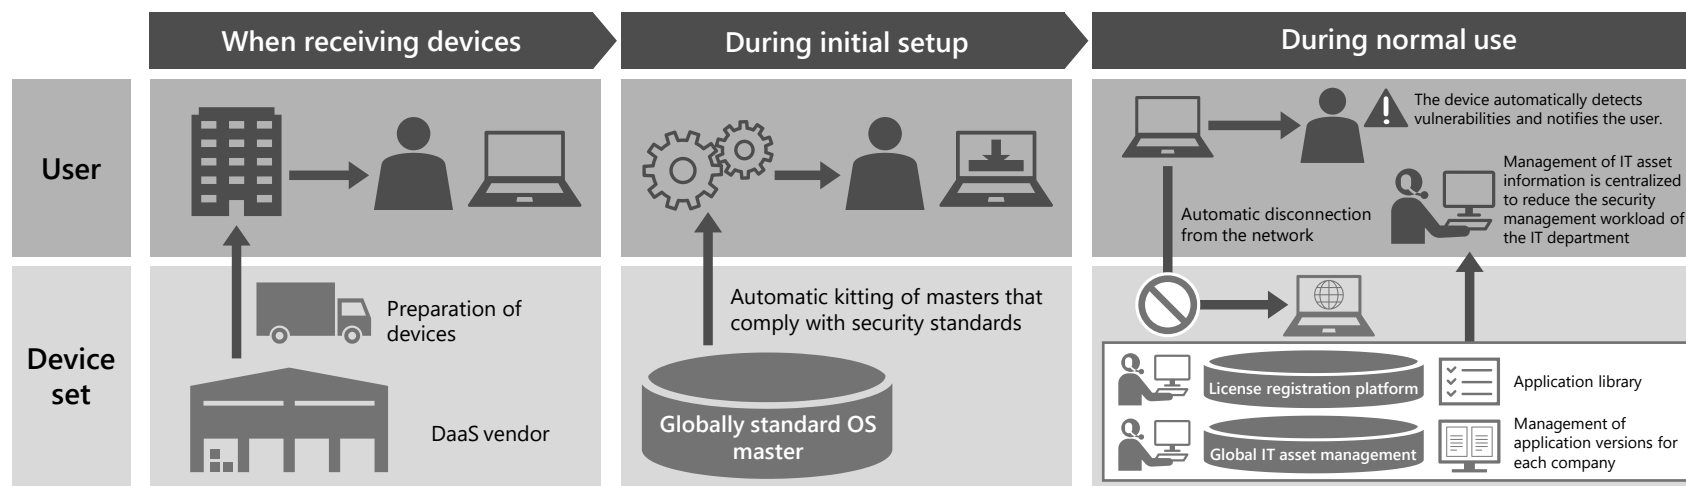 When receiving devices
During initial setup
During normal use
User
The device automatically detects
vulnerabilities and notifies the user.
Management of IT asset
information is centralized
to reduce the security
management workload of
the IT department
Automatic disconnection
from the network
Device
set
Preparation of
devices
DaaS vendor
Automatic kitting of masters that
comply with security standards
Globally standard OS
master
License registration platform
Application library
Global IT asset management
Management of
application versions for
each company